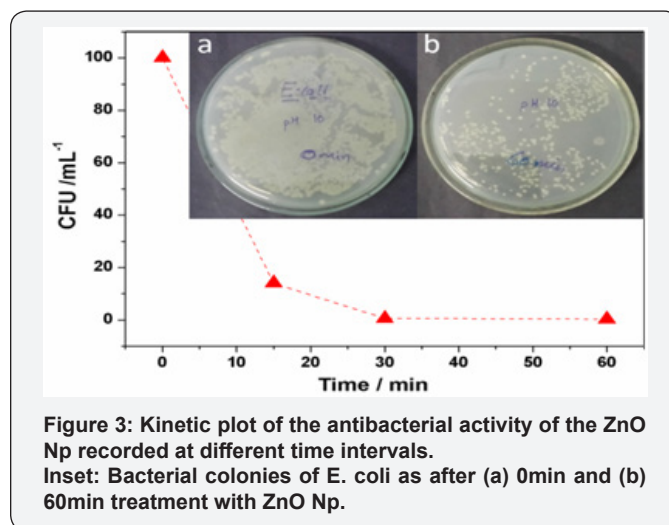 a
b
E.coli
pH 10
0min
pH 10
100
80
60
40
20
0
CFU /mL⁻¹
0
10
20
30
40
50
60
Time / min
Figure 3: Kinetic plot of the antibacterial activity of the ZnO
Np recorded at different time intervals.
Inset: Bacterial colonies of E. coli as after (a) 0min and (b)
60min treatment with ZnO Np.